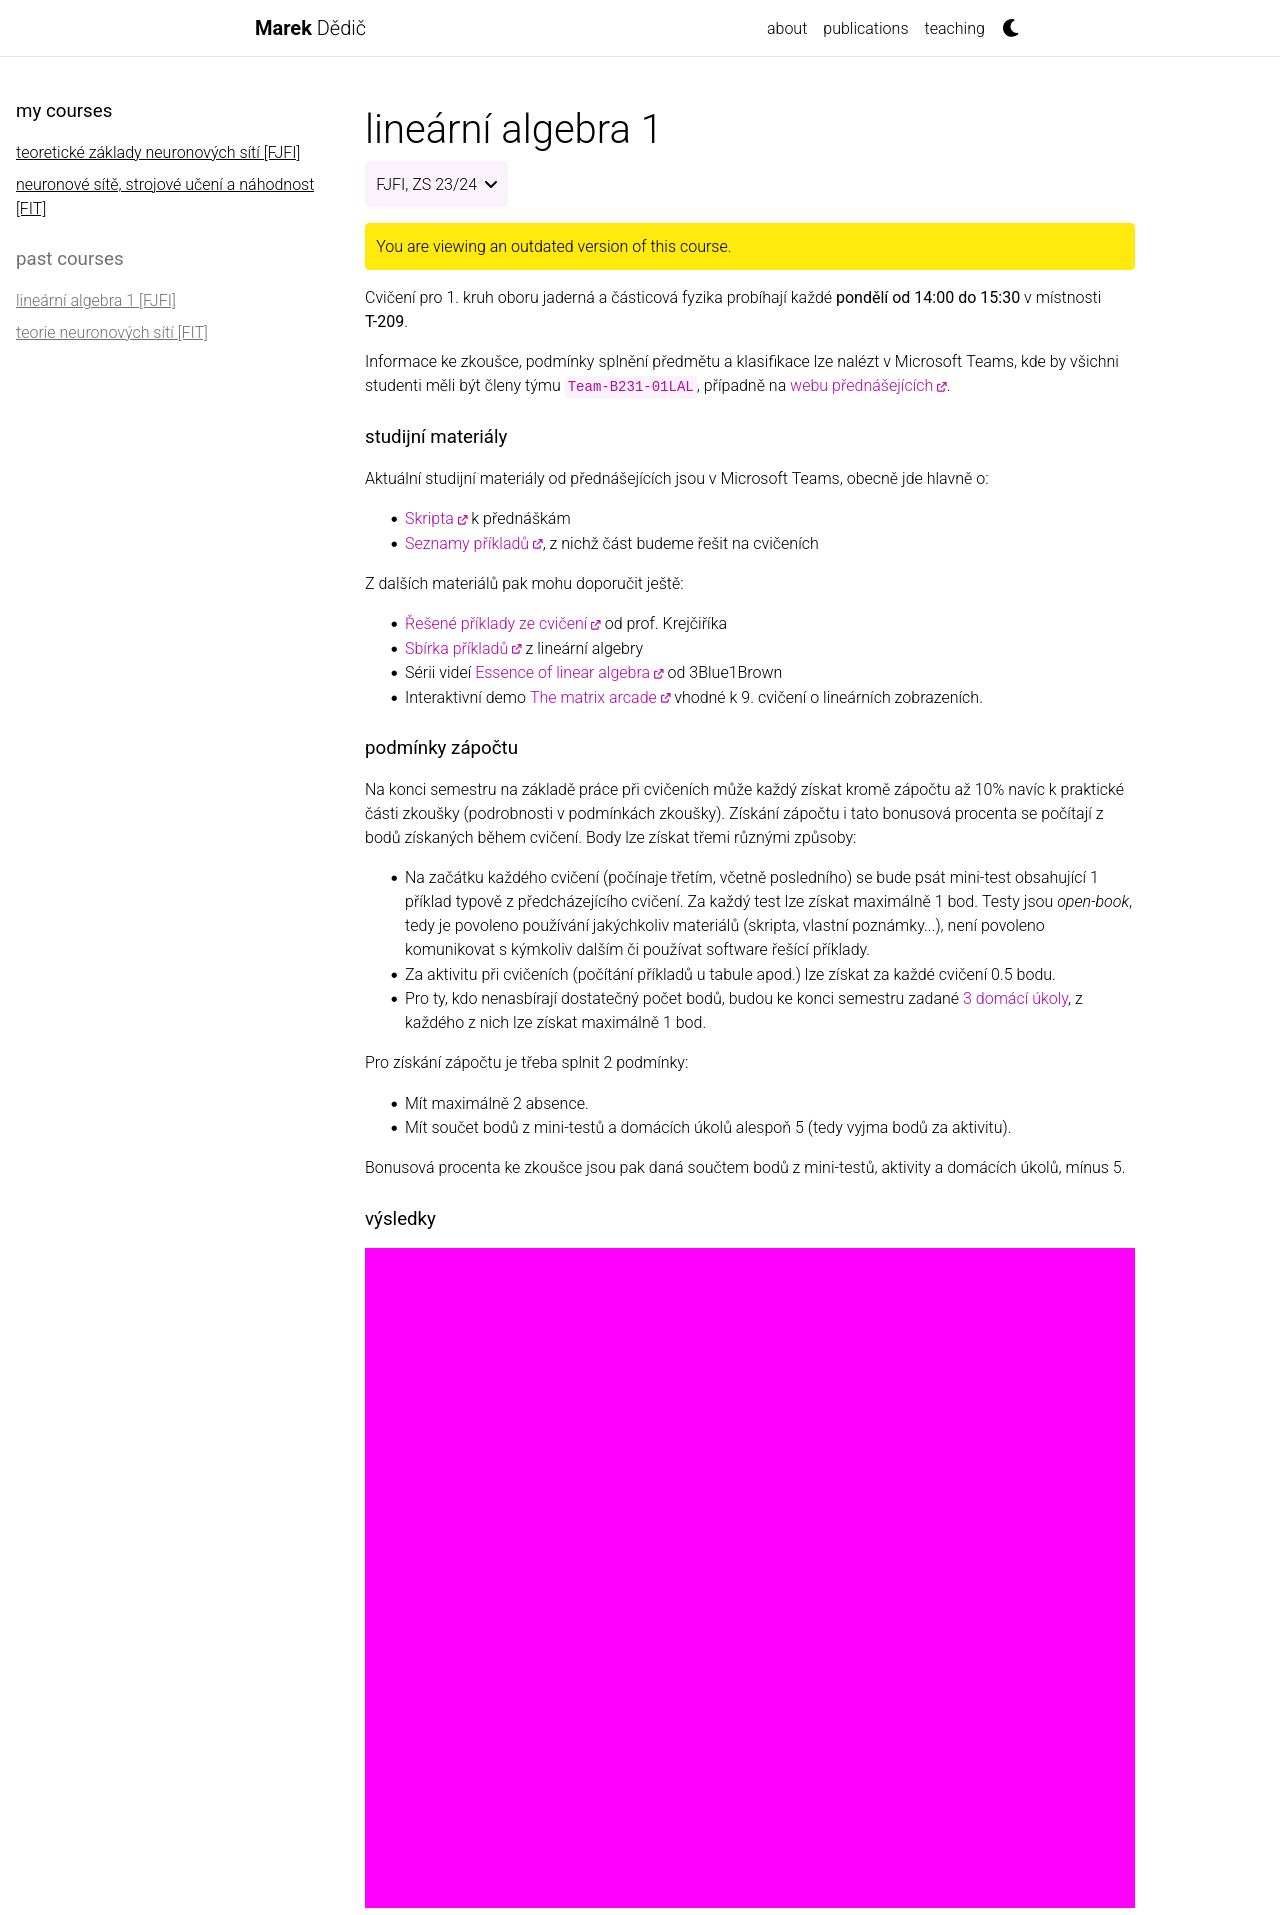 Marek Dědič
about publications teaching
my courses
teoretické základy neuronových sítí [FJFI]
neuronové sítě, strojové učení a náhodnost
[FIT]
past courses
lineární algebra 1 [FJFI]
teorie neuronových sítí [FIT]
lineární algebra 1
FJFI, ZS 23/24
You are viewing an outdated version of this course.
Cvičení pro 1. kruh oboru jaderná a částicová fyzika probíhají každé pondělí od 14:00 do 15:30 v místnosti
T-209.
Informace ke zkoušce, podmínky splnění předmětu a klasifikace lze nalézt v Microsoft Teams, kde by všichni
studenti měli být členy týmu Team-B231-01LAL, případně na webu přednášejících.
studijní materiály
Aktuální studijní materiály od přednášejících jsou v Microsoft Teams, obecně jde hlavně o:
• Skripta k přednáškám
• Seznamy příkladů, z nichž část budeme řešit na cvičeních
Z dalších materiálů pak mohu doporučit ještě:
• Řešené příklady ze cvičení od prof. Krejčiříka
• Sbírka příkladů z lineární algebry
• Sérii videí Essence of linear algebra od 3Blue1Brown
• Interaktivní demo The matrix arcade vhodné k 9. cvičení o lineárních zobrazeních.
podmínky zápočtu
Na konci semestru na základě práce při cvičeních může každý získat kromě zápočtu až 10% navíc k praktické
části zkoušky (podrobnosti v podmínkách zkoušky). Získání zápočtu i tato bonusová procenta se počítají z
bodů získaných během cvičení. Body lze získat třemi různými způsoby:
• Na začátku každého cvičení (počínaje třetím, včetně posledního) se bude psát mini-test obsahující 1
příklad typově z předcházejícího cvičení. Za každý test lze získat maximálně 1 bod. Testy jsou open-book,
tedy je povoleno používání jakýchkoliv materiálů (skripta, vlastní poznámky...), není povoleno
komunikovat s kýmkoliv dalším či používat software řešící příklady.
• Za aktivitu při cvičeních (počítání příkladů u tabule apod.) lze získat za každé cvičení 0.5 bodu.
• Pro ty, kdo nenasbírají dostatečný počet bodů, budou ke konci semestru zadané 3 domácí úkoly, z
každého z nich lze získat maximálně 1 bod.
Pro získání zápočtu je třeba splnit 2 podmínky:
• Mít maximálně 2 absence.
• Mít součet bodů z mini-testů a domácích úkolů alespoň 5 (tedy vyjma bodů za aktivitu).
Bonusová procenta ke zkoušce jsou pak daná součtem bodů z mini-testů, aktivity a domácích úkolů, mínus 5.
výsledky